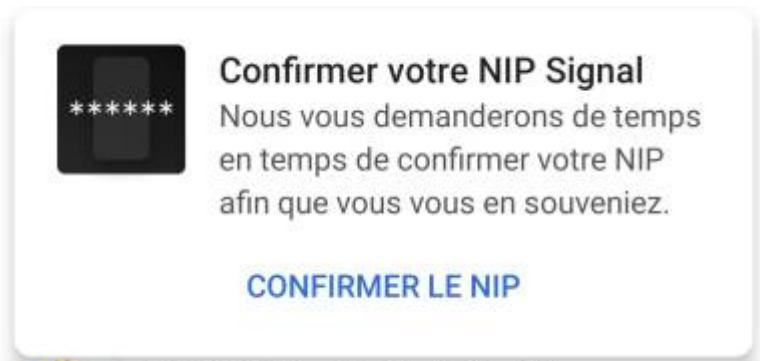 ******
Confirmer votre NIP Signal
Nous vous demanderons de temps
en temps de confirmer votre NIP
afin que vous vous en souveniez.
CONFIRMER LE NIP